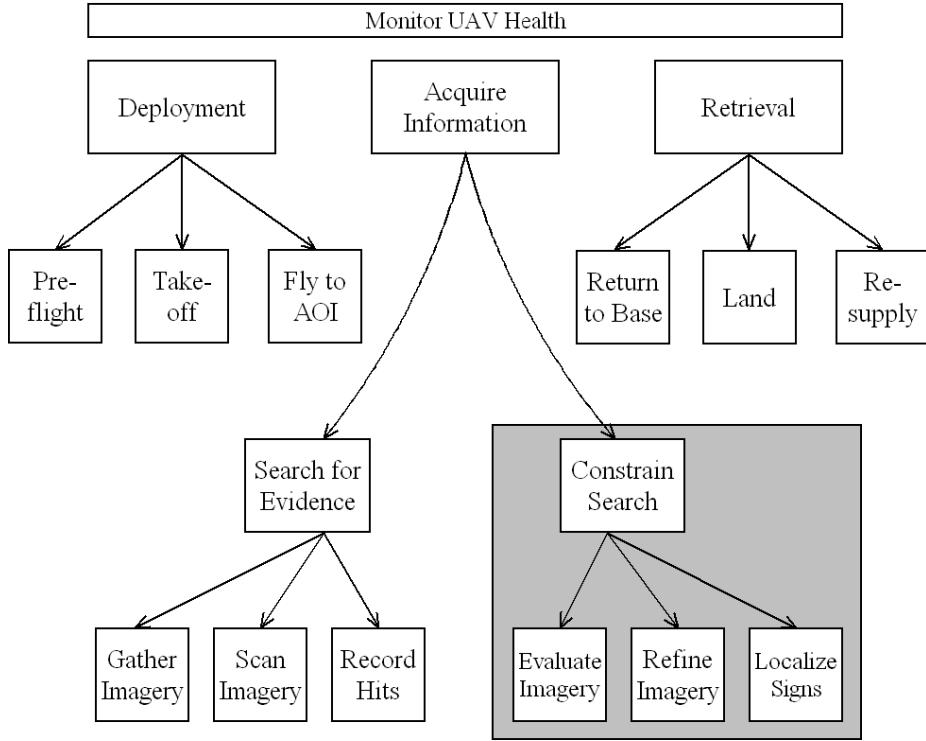 Monitor UAV Health
Deployment
Acquire
Information
Retrieval
Pre-
flight
Take-
off
Fly to
AOI
Return
to Base
Land
Re-
supply
Search for
Evidence
Constrain
Search
Gather
Imagery
Scan
Imagery
Record
Hits
Evaluate
Imagery
Refine
Imagery
Localize
Signs